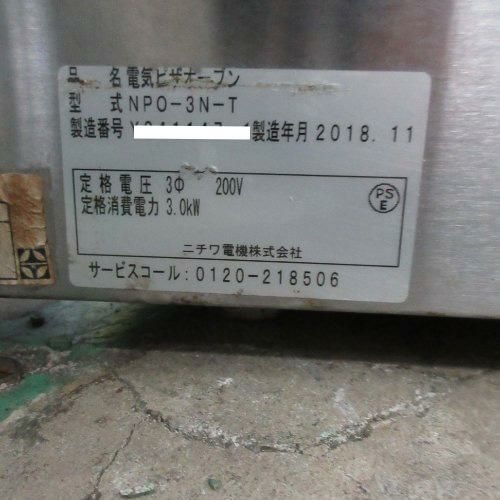 品 名 電気ピザオーブン
型 式 NPO-3N-T
製造番号 製造年月 2018.11
定格電圧 3Φ 200V
定格消費電力 3.0kW
PS
E
ニチワ電機株式会社
サービスコール:0120-218506